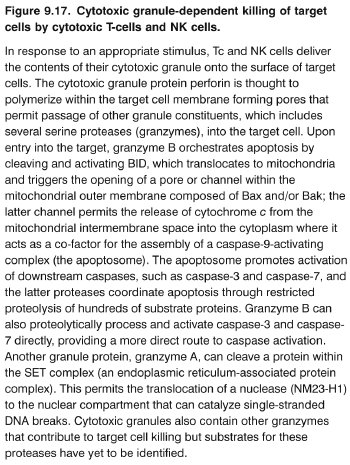 Figure 9.17. Cytotoxic granule-dependent killing of target
cells by cytotoxic T-cells and NK cells.
In response to an appropriate stimulus, Tc and NK cells deliver
the contents of their cytotoxic granule onto the surface of target
cells. The cytotoxic granule protein perforin is thought to
polymerize within the target cell membrane forming pores that
permit passage of other granule constituents, which includes
several serine proteases (granzymes), into the target cell. Upon
entry into the target, granzyme B orchestrates apoptosis by
cleaving and activating BID, which translocates to mitochondria
and triggers the opening of a pore or channel within the
mitochondrial outer membrane composed of Bax and/or Bak; the
latter channel permits the release of cytochrome c from the
mitochondrial intermembrane space into the cytoplasm where it
acts as a co-factor for the assembly of a caspase-9-activating
complex (the apoptosome). The apoptosome promotes activation
of downstream caspases, such as caspase-3 and caspase-7, and
the latter proteases coordinate apoptosis through restricted
proteolysis of hundreds of substrate proteins. Granzyme B can
also proteolytically process and activate caspase-3 and caspase-
7 directly, providing a more direct route to caspase activation.
Another granule protein, granzyme A, can cleave a protein within
the SET complex (an endoplasmic reticulum-associated protein
complex). This permits the translocation of a nuclease (NM23-H1)
to the nuclear compartment that can catalyze single-stranded
DNA breaks. Cytotoxic granules also contain other granzymes
that contribute to target cell killing but substrates for these
proteases have yet to be identified.